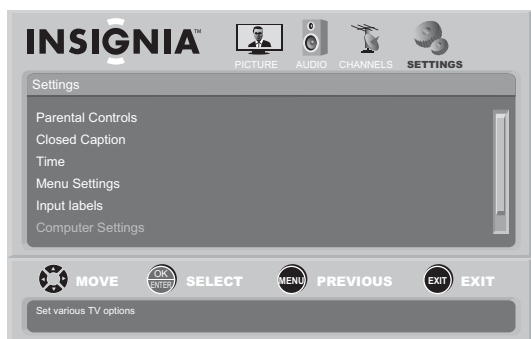 INSIGNIA™
PICTURE AUDIO CHANNELS SETTINGS
Settings
Parental Controls
Closed Caption
Time
Menu Settings
Input labels
Computer Settings
MOVE OK ENTER SELECT MENU PREVIOUS EXIT EXIT
Set various TV options